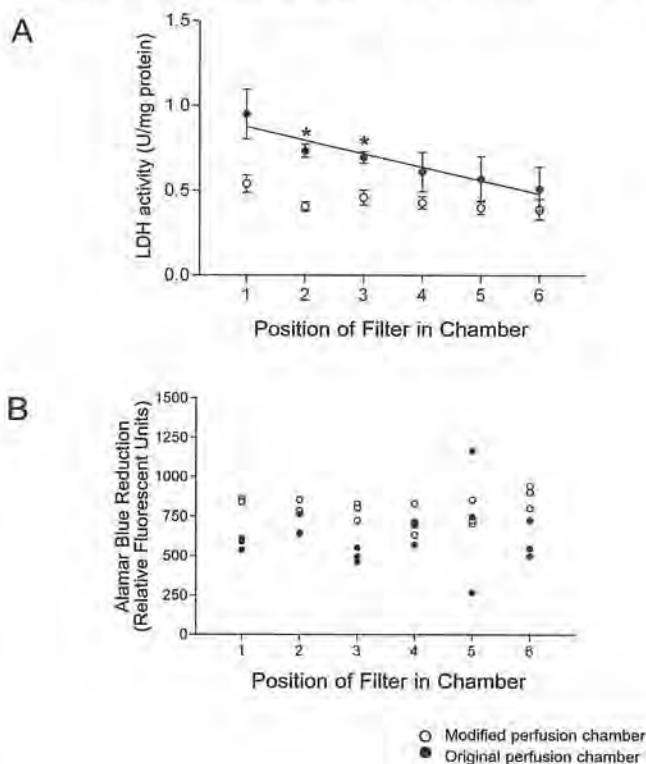 A
LDH activity (U/mg protein)
1.5
1.0
0.5
0.0
* *
1 2 3 4 5 6
Position of Filter in Chamber
B
Alamar Blue Reduction
(Relative Fluorescent Units)
1500
1250
1000
750
500
250
0
1 2 3 4 5 6
Position of Filter in Chamber
Modified perfusion chamber
Original perfusion chamber